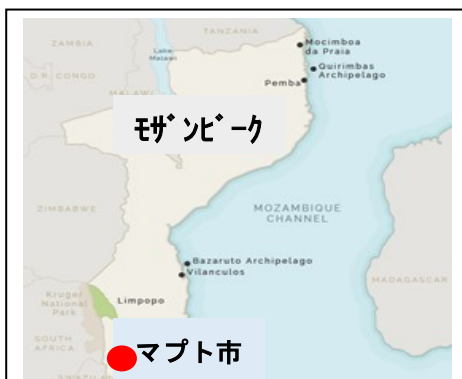 TANZANIA
ZAMBIA
Lake
Malawi
Mocimboa
da Praia
Quirimbas
Archipelago
D.R. CONGO
Pemba
MALAWI
ﾓｻﾞﾝﾋﾞｰｸ
ZIMBABWE
MOZAMBIQUE
CHANNEL
Bazaruto Archipelago
Vilanculos
MADAGASCAR
Kruger
National
Park
Limpopo
SOUTH
AFRICA
マプト市